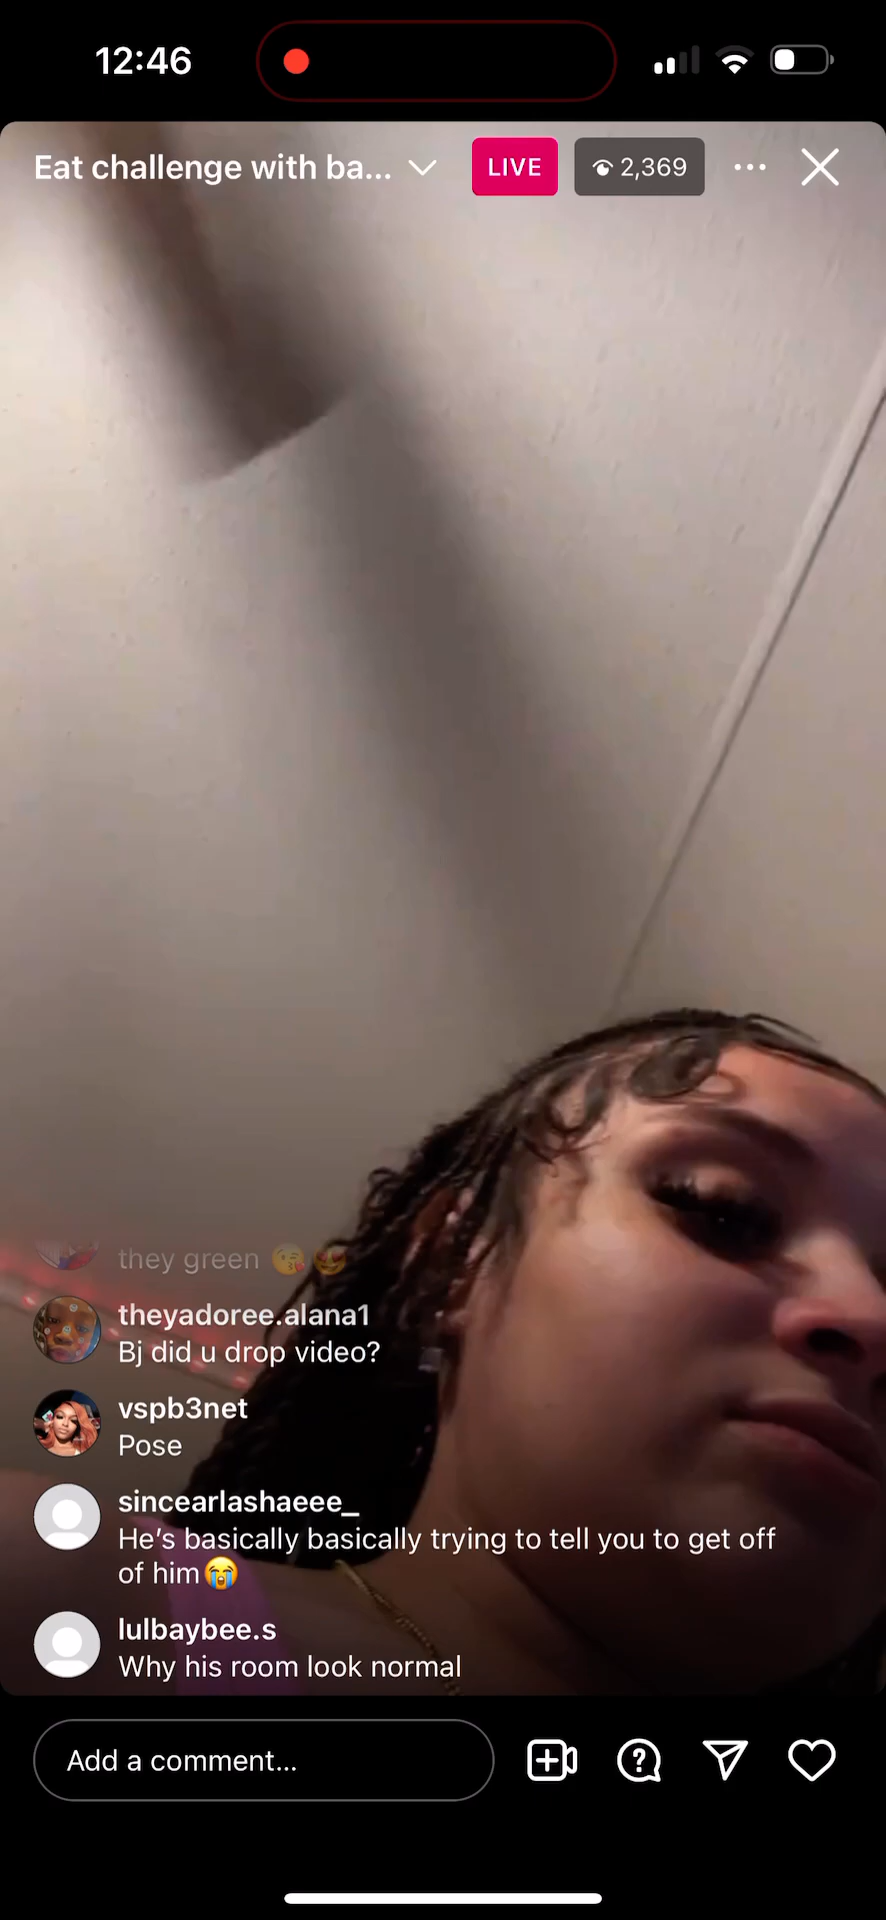 12:46
Eat challenge with ba...
LIVE
2,369
they green 😘 😍
theyadoree.alana1
Bj did u drop video?
vspb3net
Pose
sincearlashaeee_
He's basically basically trying to tell you to get off
of him😭
lulbaybee.s
Why his room look normal
Add a comment...